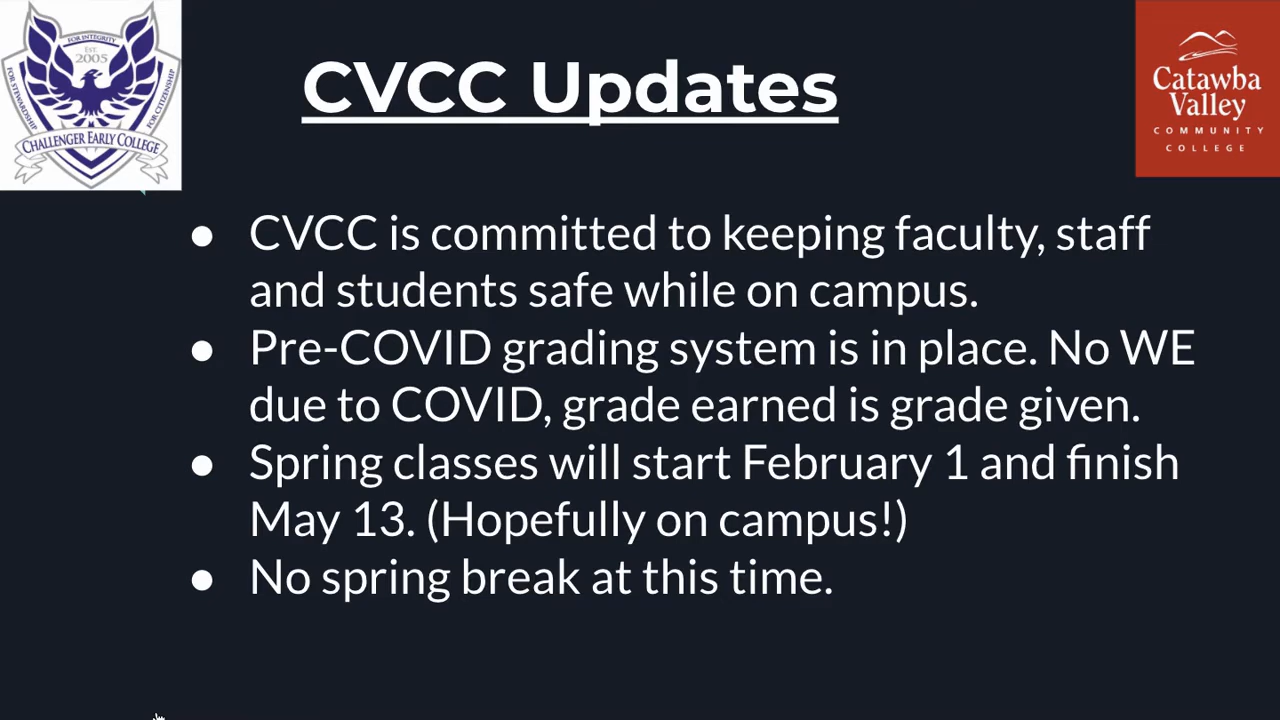 FOR INTEGRITY
Est.
2005
FOR STEWARDSHIP
FOR CITIZENSHIP
CHALLENGER EARLY COLLEGE
CVCC Updates
Catawba
Valley
COMMUNITY
COLLEGE
● CVCC is committed to keeping faculty, staff
and students safe while on campus.
● Pre-COVID grading system is in place. No WE
due to COVID, grade earned is grade given.
● Spring classes will start February 1 and finish
May 13. (Hopefully on campus!)
● No spring break at this time.